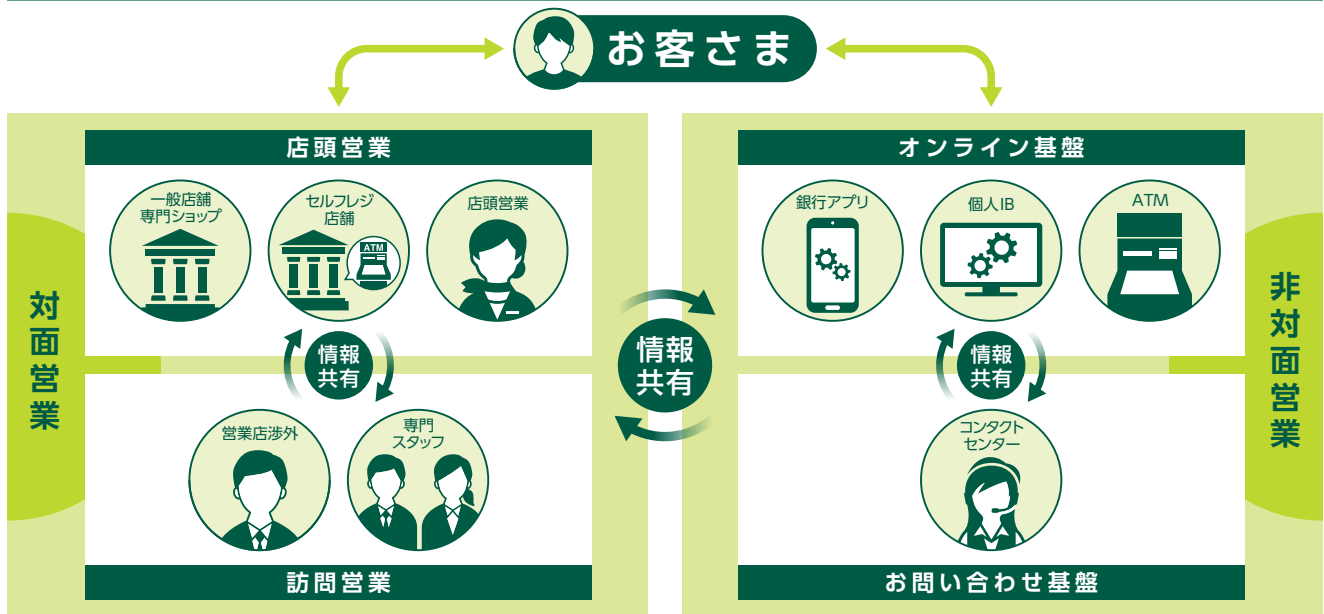 お客さま
対面営業
店頭営業
一般店舗
専門ショップ
セルフレジ
店舗
ATM
店頭営業
情報
共有
営業店渉外
専門
スタッフ
訪問営業
情報
共有
オンライン基盤
銀行アプリ
個人IB
ATM
情報
共有
コンタクト
センター
お問い合わせ基盤
非対面営業